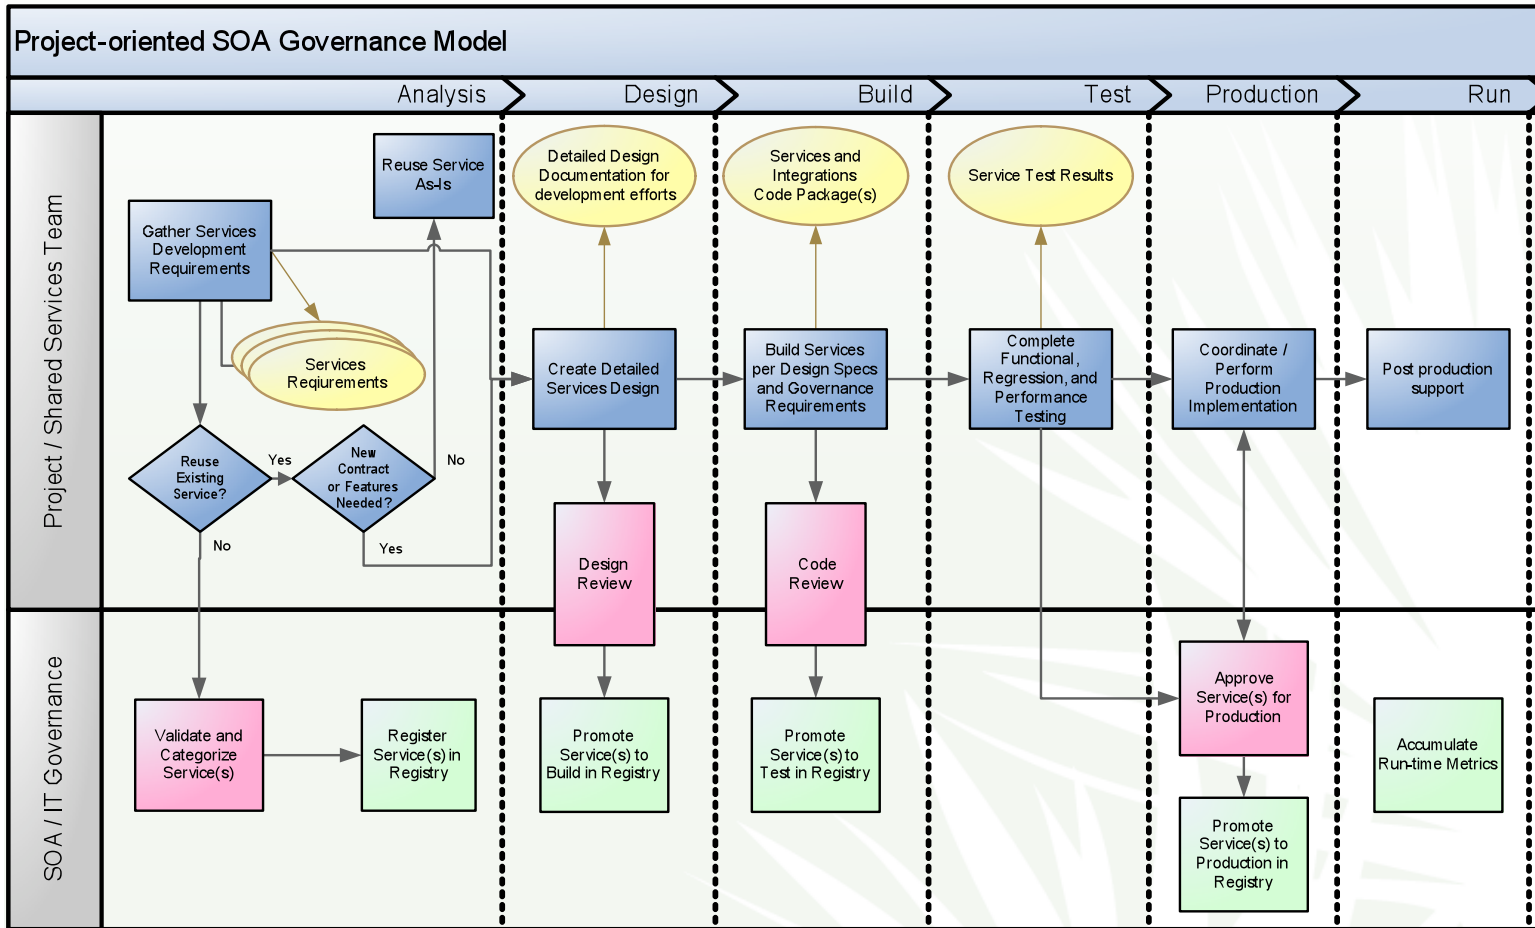 Project-oriented SOA Governance Model
Analysis
Design
Build
Test
Production
Run
Project / Shared Services Team
Reuse Service
As-Is
Gather Services
Development
Requirements
Services
Reqiurements
Reuse
Existing
Service?
Yes
New
Contract
or Features
Needed?
No
Yes
No
Detailed Design
Documentation for
development efforts
Create Detailed
Services Design
Design
Review
Services and
Integrations
Code Package(s)
Build Services
per Design Specs
and Governance
Requirements
Code
Review
Service Test Results
Complete
Functional,
Regression, and
Performance
Testing
Coordinate /
Perform
Production
Implementation
Post production
support
SOA / IT Governance
Validate and
Categorize
Service(s)
Register
Service(s) in
Registry
Promote
Service(s) to
Build in Registry
Promote
Service(s) to
Test in Registry
Approve
Service(s) for
Production
Promote
Service(s) to
Production in
Registry
Accumulate
Run-time Metrics